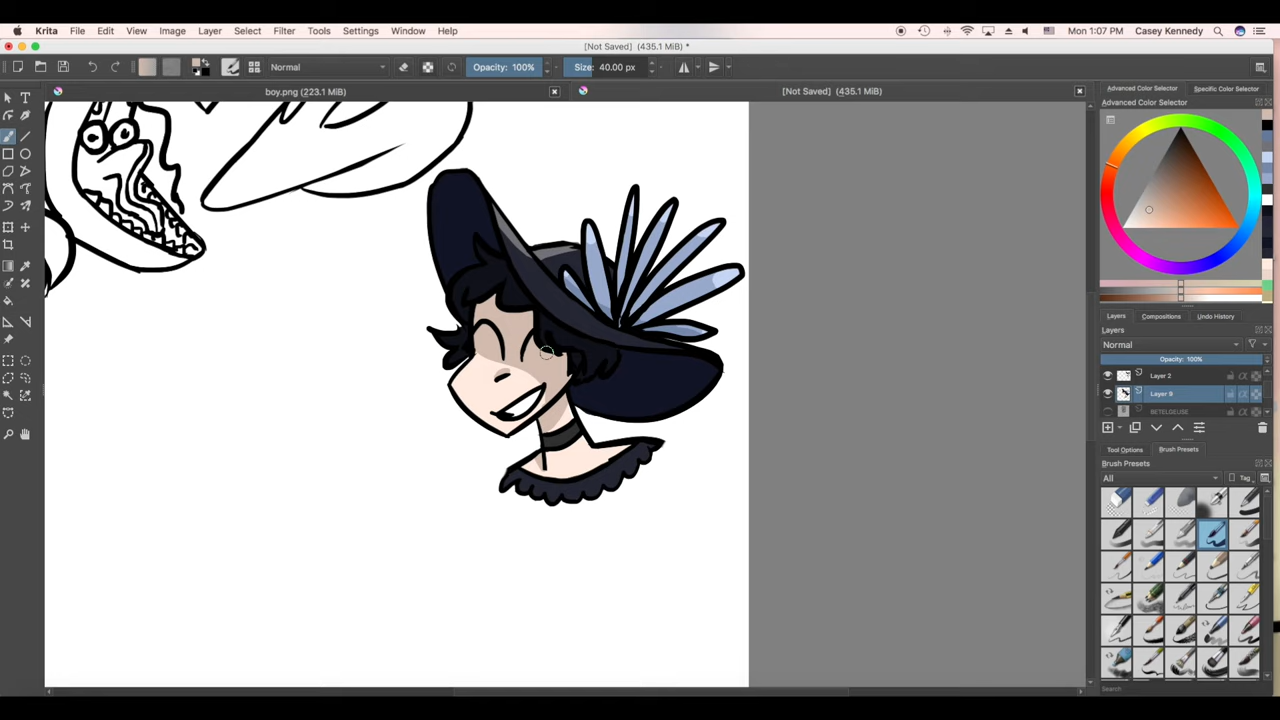 Krita File Edit View Image Layer Select Filter Tools Settings Window Help Mon 1:07 PM Casey Kennedy
[Not Saved] (435.1 MiB) *
Normal Opacity: 100% Size: 40.00 px
boy.png (223.1 MiB) [Not Saved] (435.1 MiB)
Advanced Color Selector Specific Color Selector
Advanced Color Selector
Layers Compositions Undo History
Layers
Normal
Opacity: 100%
Layer 2
Layer 9
BETELGEUSE
Tool Options Brush Presets
Brush Presets
All Tag
Search